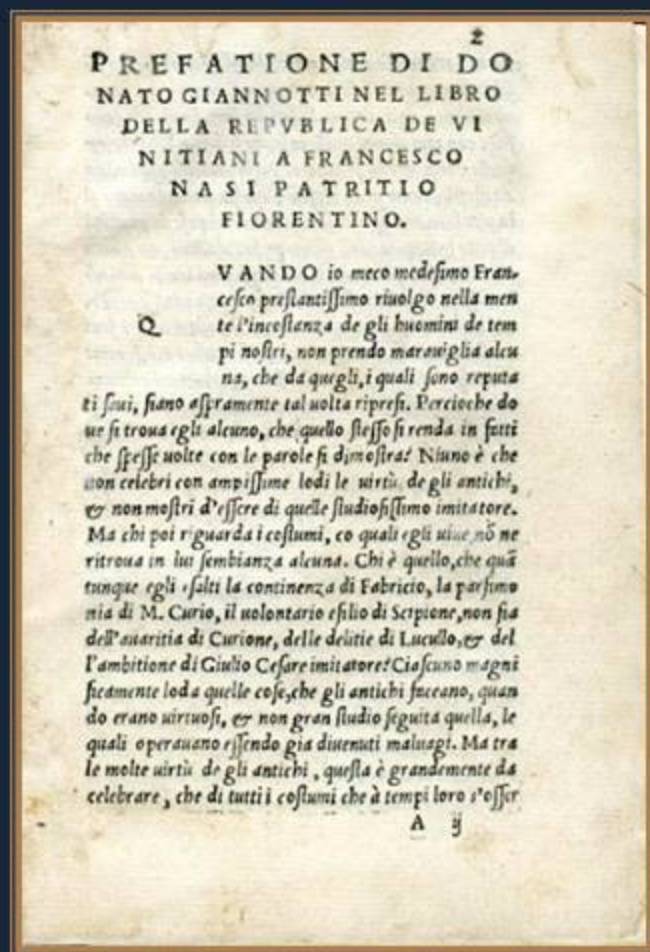 2
PREFATIONE DI DO
NATO GIANNOTTI NEL LIBRO
DELLA REPVBLICA DE VI
NITIANI A FRANCESCO
NASI PATRITIO
FIORENTINO.
Q
VANDO io meco medeſimo Fran-
ceſco preſtantiſſimo riuolgo nella men
te l'incoſtanza de gli huomini de tem
pi noſtri, non prendo marauiglia alcu
na, che da quegli, i quali ſono reputa
ti ſaui, ſiano aſpramente tal uolta ripreſi. Percioche do
ue ſi troua egli alcuno, che quello ſteſſo ſi renda in fatti
che ſpeſſe uolte con le parole ſi dimoſtra? Niuno è che
non celebri con ampiſſime lodi le uirtù de gli antichi,
& non moſtri d'eſſere di quelle ſtudioſiſſimo imitatore.
Ma chi poi riguarda i coſtumi, co quali egli uiue, nõ ne
ritroua in lui ſembianza alcuna. Chi è quello, che quã
tunque egli eſalti la continenza di Fabricio, la parſimo
nia di M. Curio, il uolontario eſilio di Scipione, non ſia
dell'auaritia di Curione, delle delitie di Lucullo, & del
l'ambitione di Giulio Ceſare imitatore? Ciaſcuno magni
ficamente loda quelle coſe, che gli antichi faceano, quan
do erano uirtuoſi, & non gran ſtudio ſeguita quella, le
quali operauano eſſendo gia diuenuti maluagi. Ma tra
le molte uirtù de gli antichi, queſta è grandemente da
celebrare, che di tutti i coſtumi che à tempi loro s'oſſer
A ij